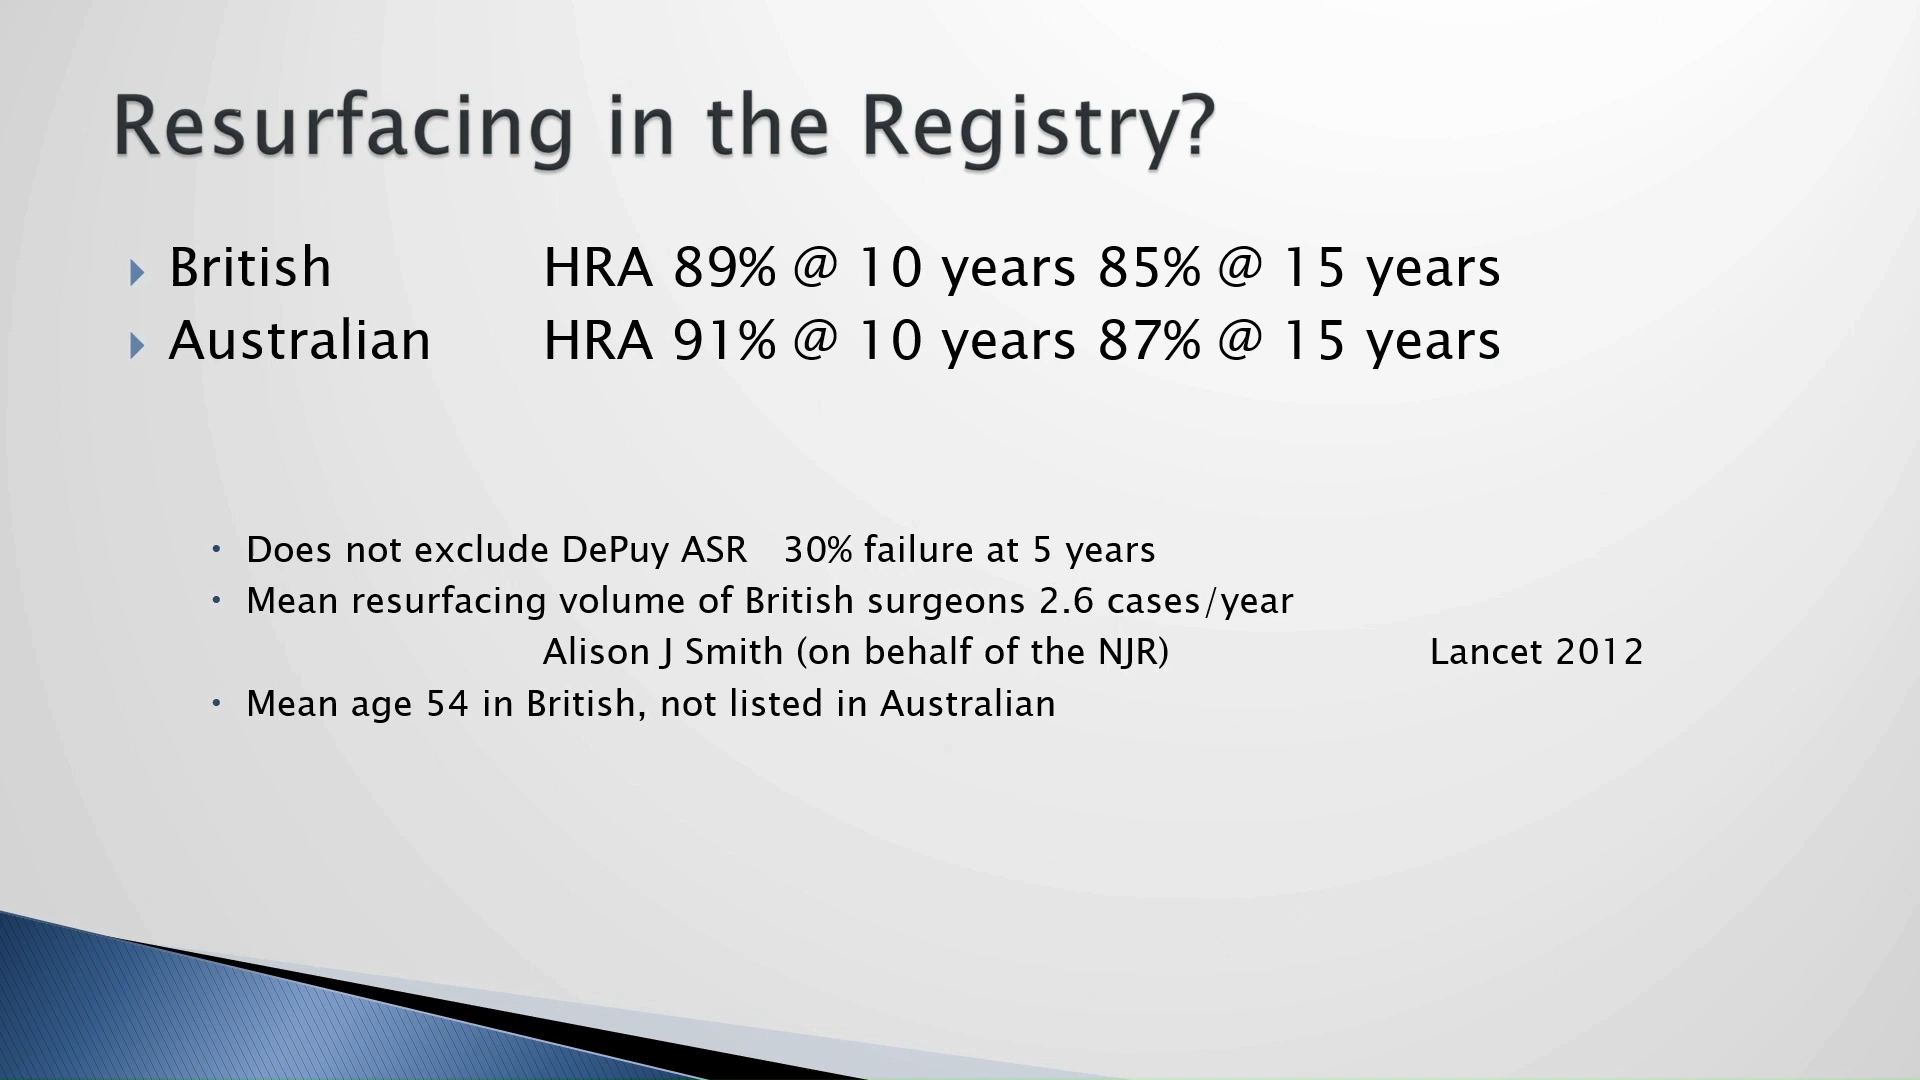 Resurfacing in the Registry?
British HRA 89% @ 10 years 85% @ 15 years
Australian HRA 91% @ 10 years 87% @ 15 years
• Does not exclude DePuy ASR 30% failure at 5 years
• Mean resurfacing volume of British surgeons 2.6 cases/year
Alison J Smith (on behalf of the NJR) Lancet 2012
• Mean age 54 in British, not listed in Australian